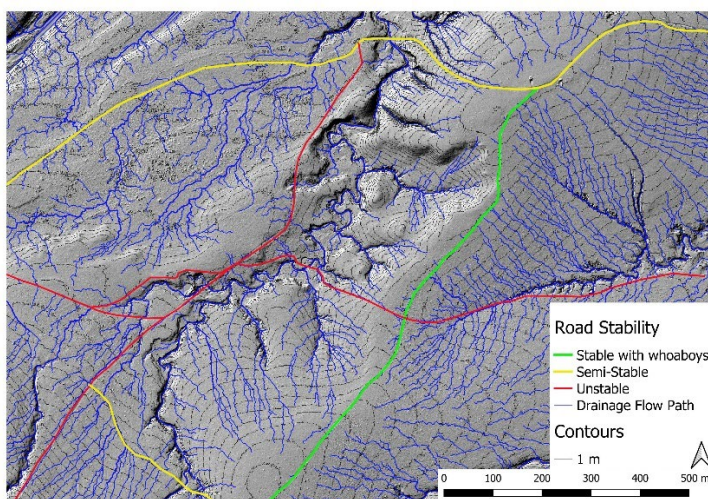 Road Stability
Stable with whoaboys
Semi-Stable
Unstable
Drainage Flow Path
Contours
1 m
0 100 200 300 400 500 m